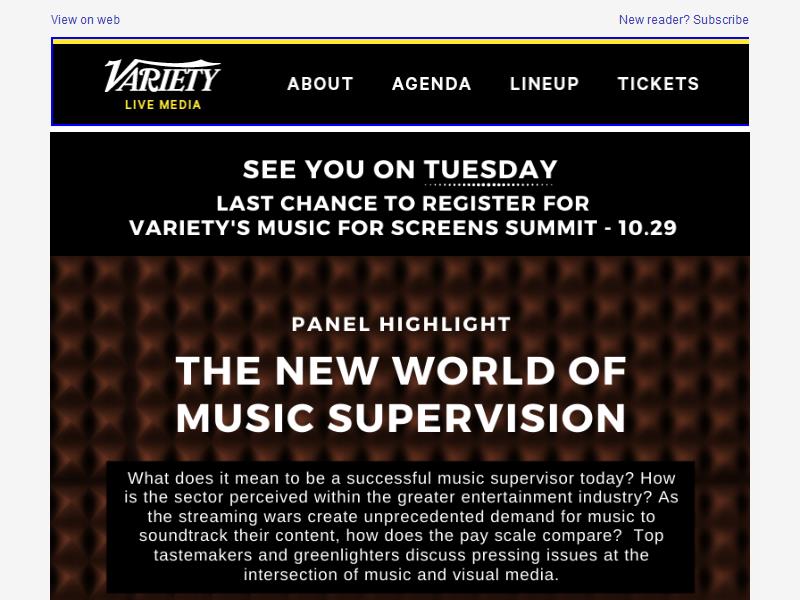 View on web
New reader? Subscribe
VARIETY
LIVE MEDIA
ABOUT
AGENDA
LINEUP
TICKETS
SEE YOU ON TUESDAY
LAST CHANCE TO REGISTER FOR
VARIETY'S MUSIC FOR SCREENS SUMMIT - 10.29
PANEL HIGHLIGHT
THE NEW WORLD OF
MUSIC SUPERVISION
What does it mean to be a successful music supervisor today? How
is the sector perceived within the greater entertainment industry? As
the streaming wars create unprecedented demand for music to
soundtrack their content, how does the pay scale compare?  Top
tastemakers and greenlighters discuss pressing issues at the
intersection of music and visual media.